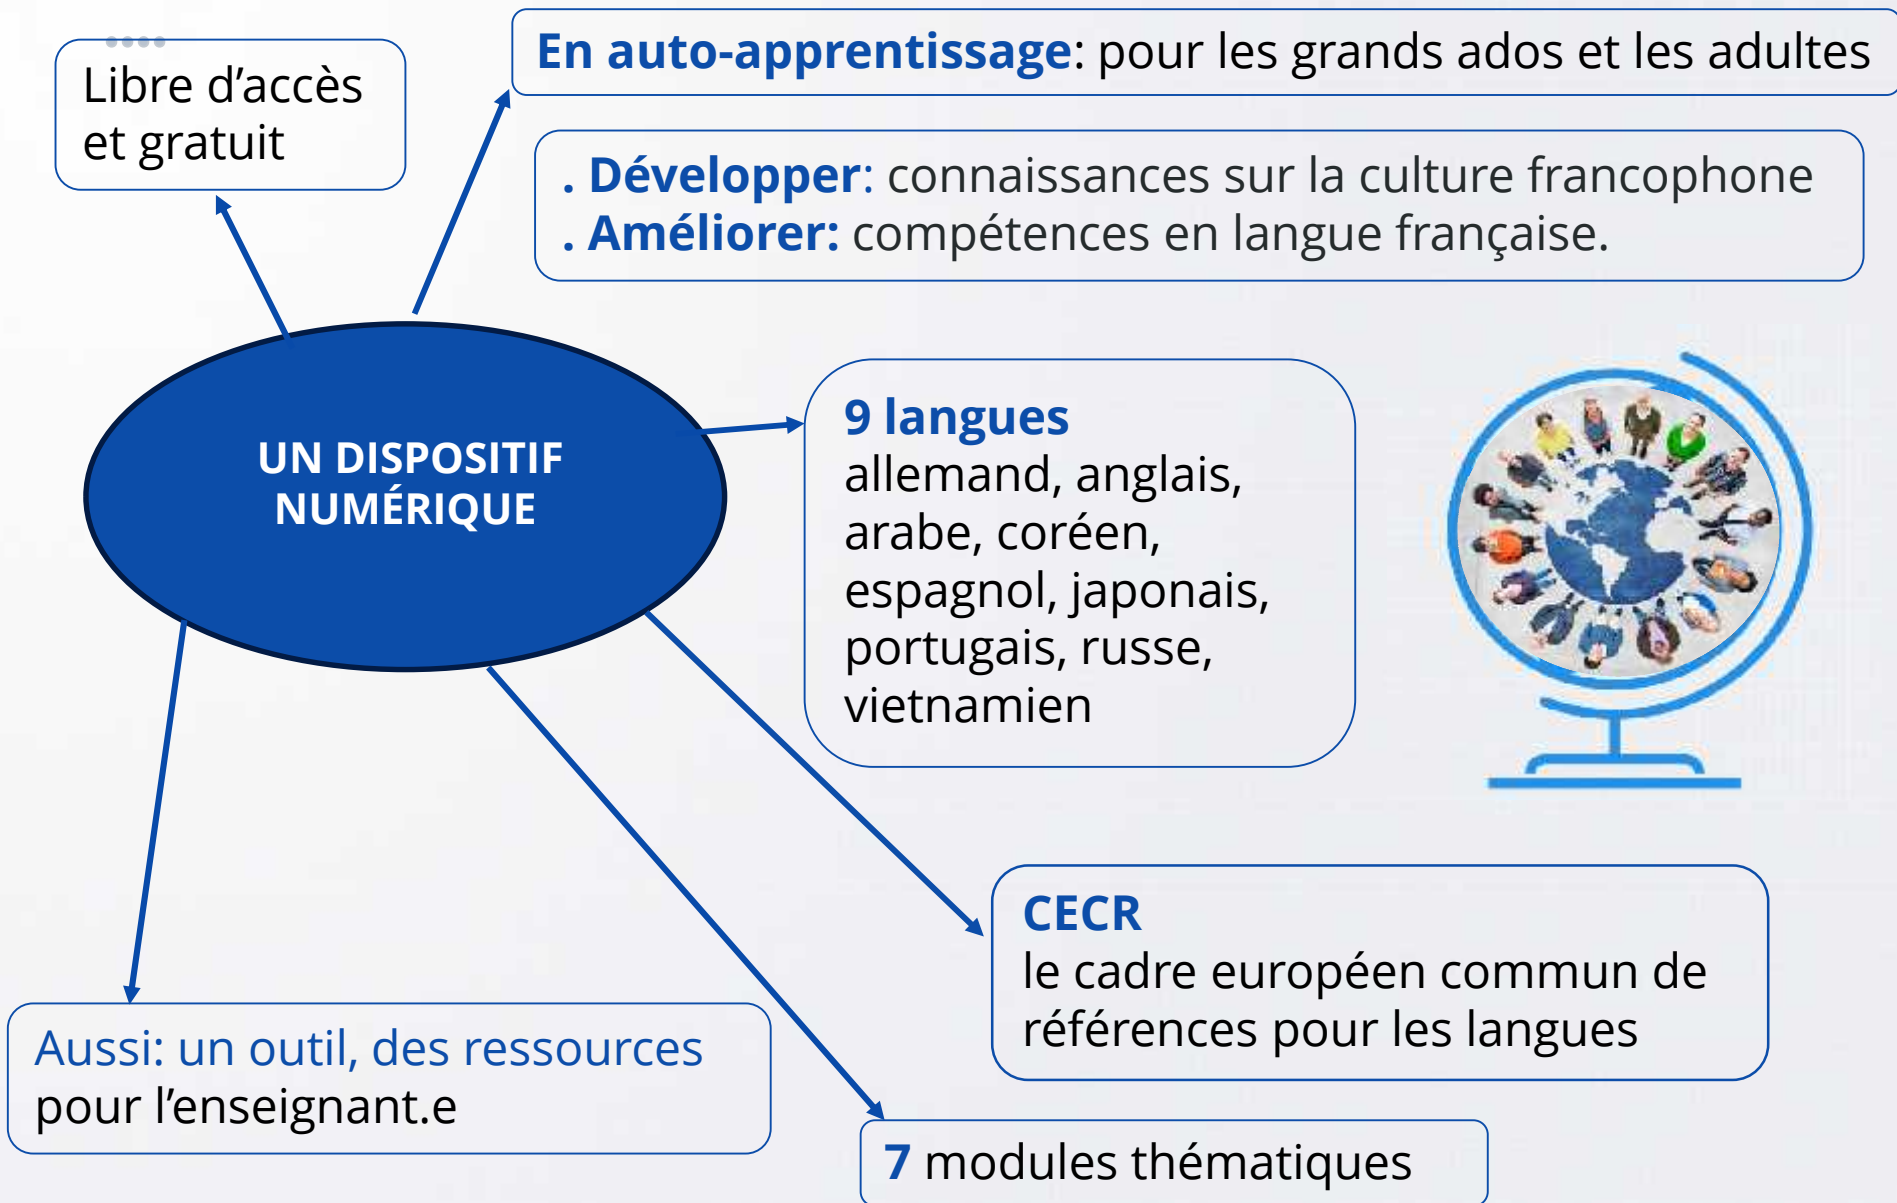 Libre d'accès
et gratuit
En auto-apprentissage: pour les grands ados et les adultes
. Développer: connaissances sur la culture francophone
. Améliorer: compétences en langue française.
UN DISPOSITIF
NUMÉRIQUE
9 langues
allemand, anglais,
arabe, coréen,
espagnol, japonais,
portugais, russe,
vietnamien
CECR
le cadre européen commun de
références pour les langues
Aussi: un outil, des ressources
pour l'enseignant.e
7 modules thématiques